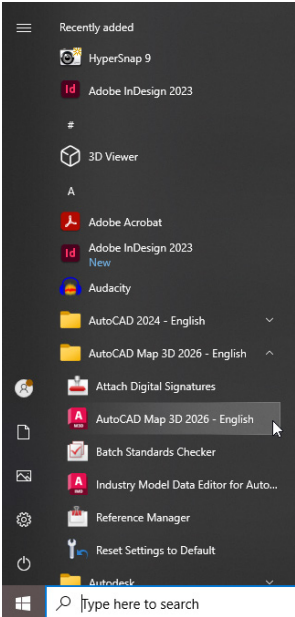 Recently added
HyperSnap 9
Adobe InDesign 2023
#
3D Viewer
A
Adobe Acrobat
Adobe InDesign 2023
New
Audacity
AutoCAD 2024 - English
AutoCAD Map 3D 2026 - English
Attach Digital Signatures
AutoCAD Map 3D 2026 - English
Batch Standards Checker
Industry Model Data Editor for Auto...
Reference Manager
Reset Settings to Default
Autodesk
Type here to search